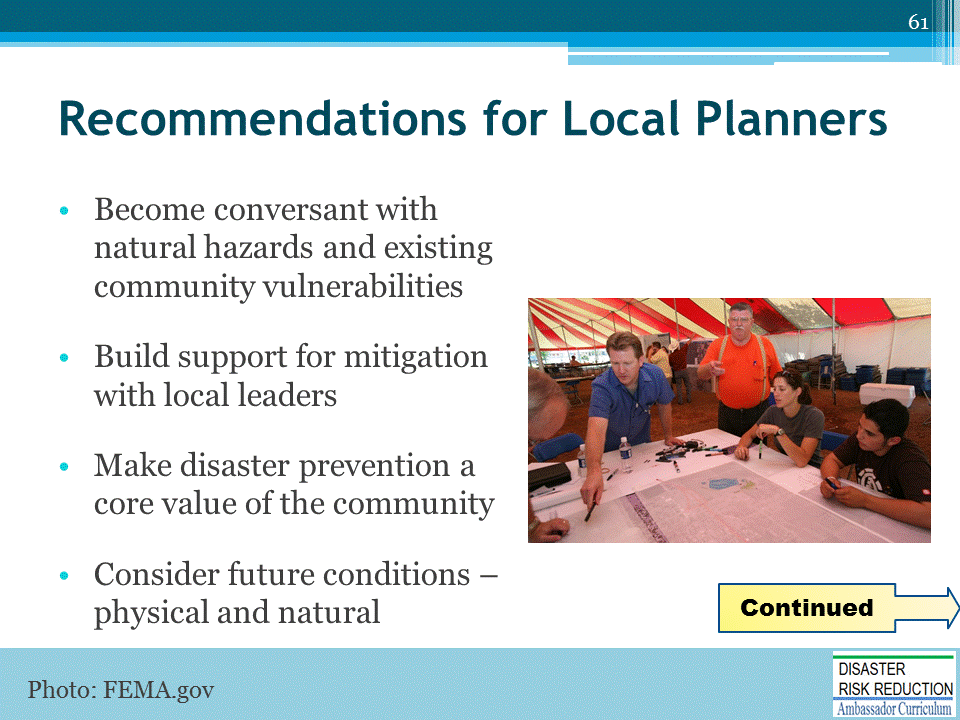 61
Recommendations for Local Planners
• Become conversant with
natural hazards and existing
community vulnerabilities
• Build support for mitigation
with local leaders
• Make disaster prevention a
core value of the community
• Consider future conditions –
physical and natural
Continued
Photo: FEMA.gov
DISASTER
RISK REDUCTION
Ambassador Curriculum